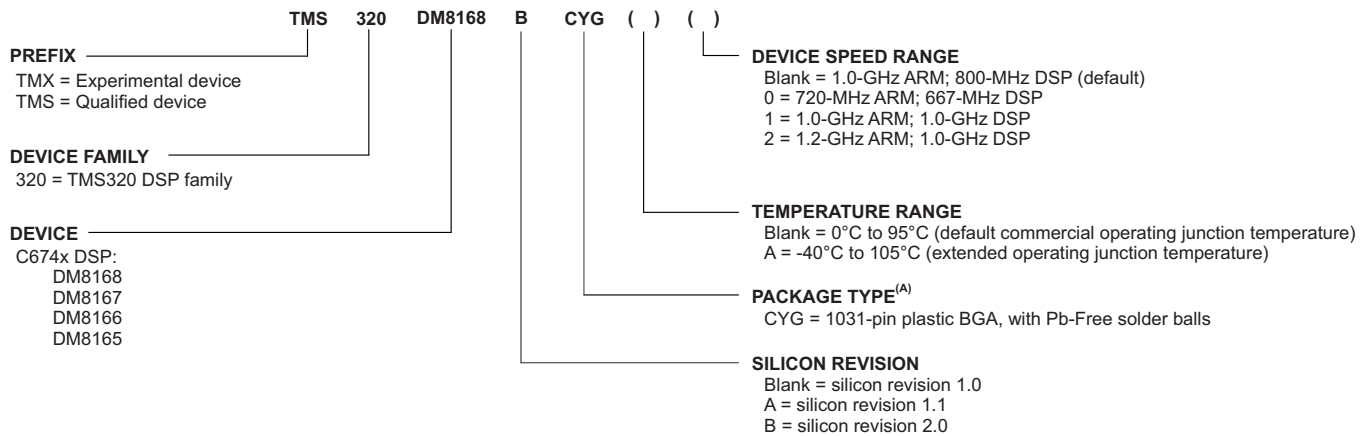 TMS 320 DM8168 B CYG ( ) ( )
PREFIX
TMX = Experimental device
TMS = Qualified device
DEVICE FAMILY
320 = TMS320 DSP family
DEVICE
C674x DSP:
DM8168
DM8167
DM8166
DM8165
DEVICE SPEED RANGE
Blank = 1.0-GHz ARM; 800-MHz DSP (default)
0 = 720-MHz ARM; 667-MHz DSP
1 = 1.0-GHz ARM; 1.0-GHz DSP
2 = 1.2-GHz ARM; 1.0-GHz DSP
TEMPERATURE RANGE
Blank = 0°C to 95°C (default commercial operating junction temperature)
A = -40°C to 105°C (extended operating junction temperature)
PACKAGE TYPE(A)
CYG = 1031-pin plastic BGA, with Pb-Free solder balls
SILICON REVISION
Blank = silicon revision 1.0
A = silicon revision 1.1
B = silicon revision 2.0